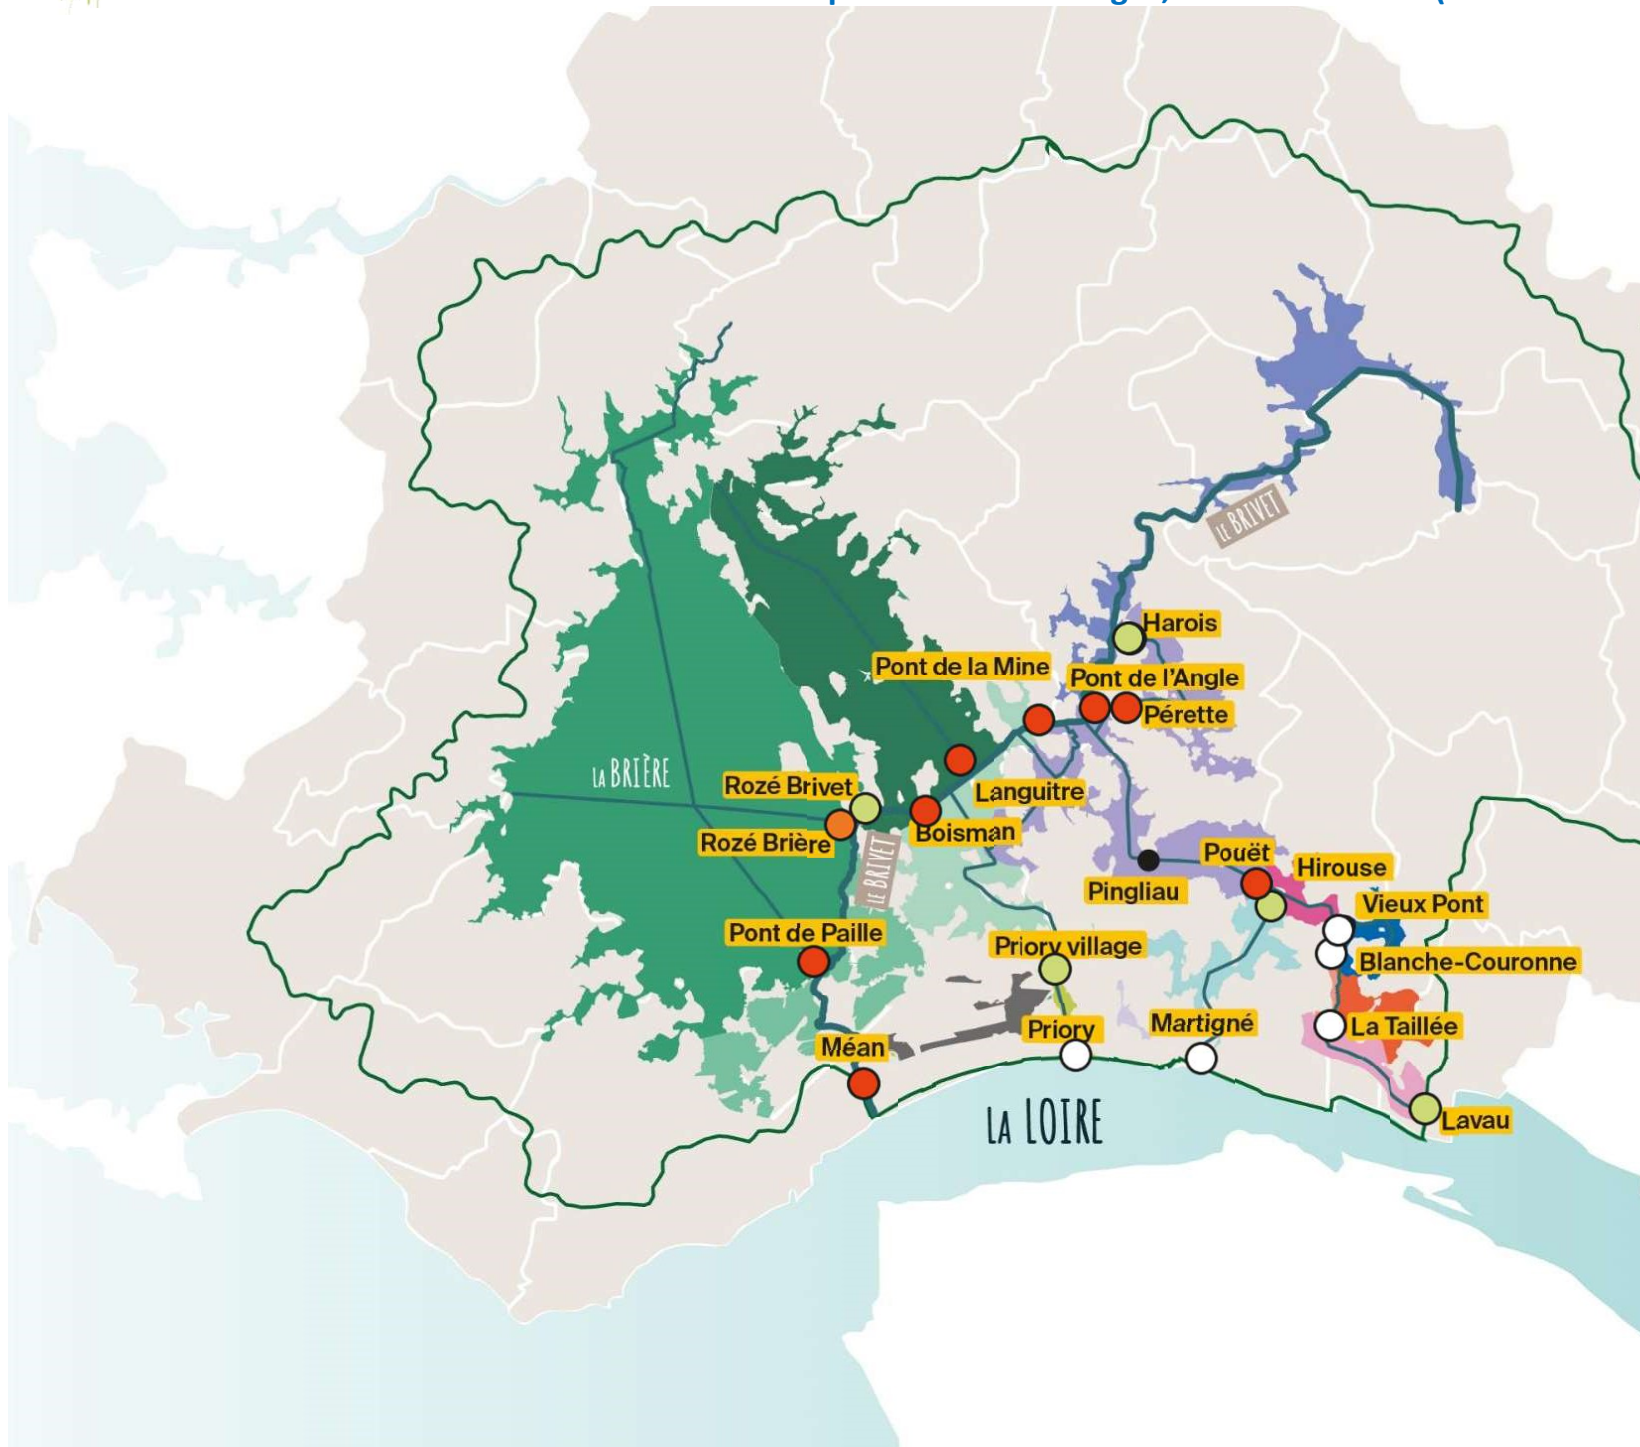 LE BRIVET
Harois
Pont de la Mine
Pont de l'Angle
Pérette
LA BRIÈRE
Rozé Brivet
Languitre
Boisman
Rozé Brière
LE BRIVET
Pouët
Hirouse
Pingliau
Vieux Pont
Pont de Paille
Priory village
Blanche-Couronne
Priory
Martigné
La Taillée
Méan
LA LOIRE
Lavau